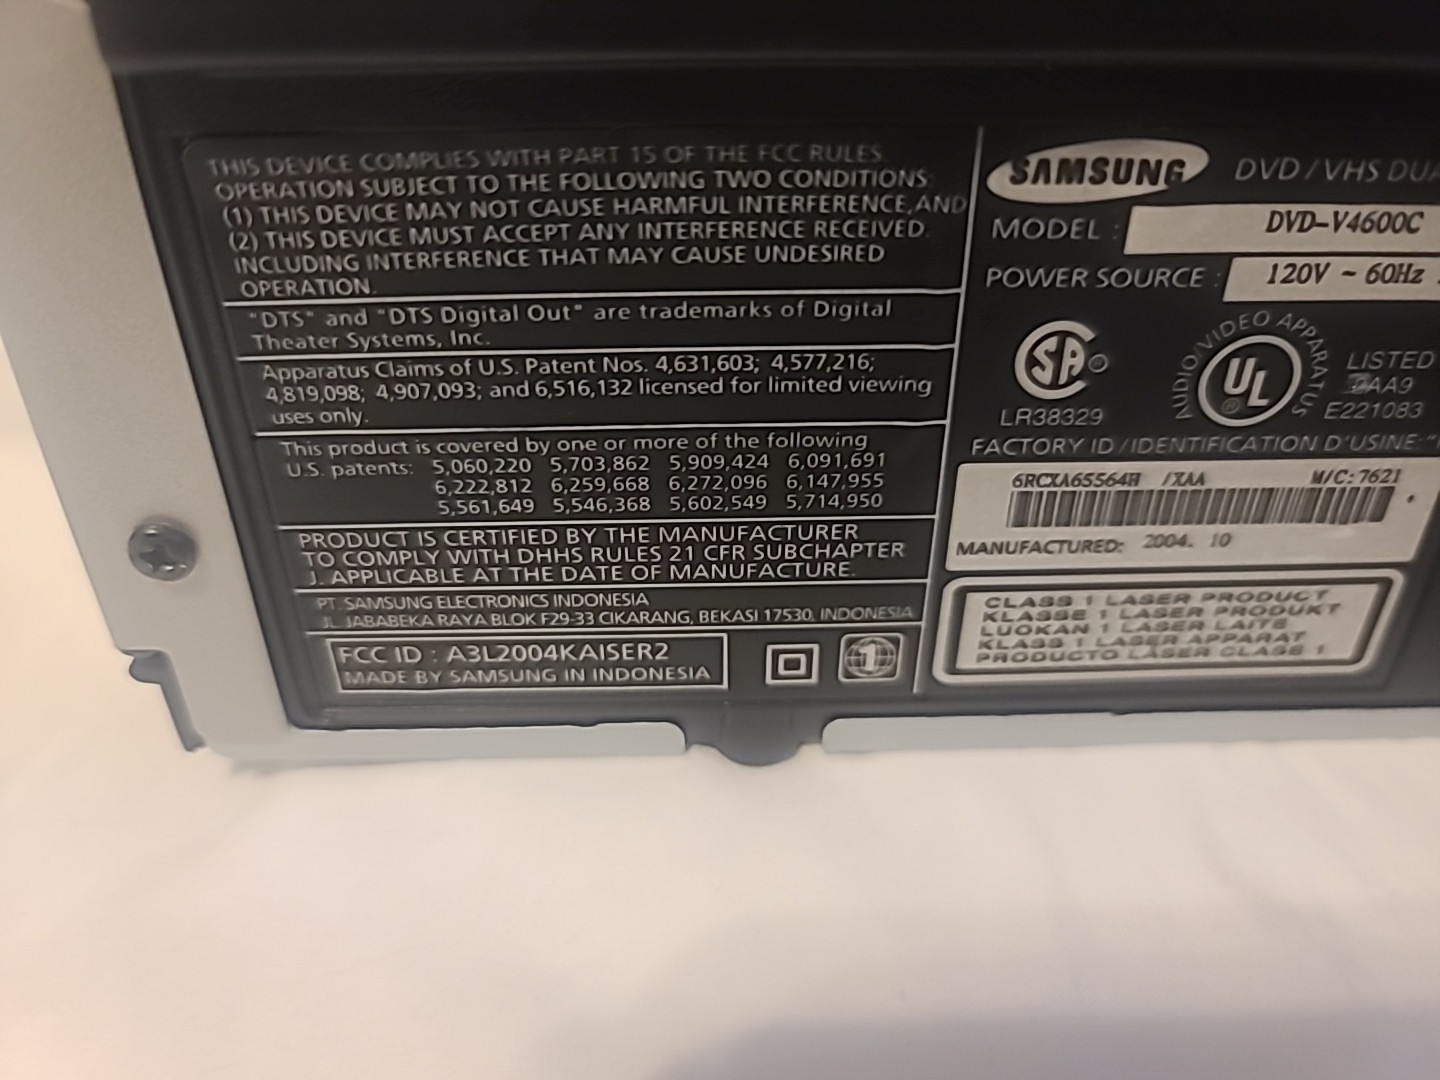 THIS DEVICE COMPLIES WITH PART 15 OF THE FCC RULES.
OPERATION SUBJECT TO THE FOLLOWING TWO CONDITIONS:
(1) THIS DEVICE MAY NOT CAUSE HARMFUL INTERFERENCE, AND
(2) THIS DEVICE MUST ACCEPT ANY INTERFERENCE RECEIVED.
INCLUDING INTERFERENCE THAT MAY CAUSE UNDESIRED
OPERATION.
"DTS" and "DTS Digital Out" are trademarks of Digital
Theater Systems, Inc.
Apparatus Claims of U.S. Patent Nos. 4,631,603; 4,577,216;
4,819,098; 4,907,093; and 6,516,132 licensed for limited viewing
uses only.
This product is covered by one or more of the following
U.S. patents: 5,060,220 5,703,862 5,909,424 6,091,691
6,222,812 6,259,668 6,272,096 6,147,955
5,561,649 5,546,368 5,602,549 5,714,950
PRODUCT IS CERTIFIED BY THE MANUFACTURER
TO COMPLY WITH DHHS RULES 21 CFR SUBCHAPTER
J. APPLICABLE AT THE DATE OF MANUFACTURE.
PT. SAMSUNG ELECTRONICS INDONESIA
JL. JABABEKA RAYA BLOK F29-33 CIKARANG, BEKASI 17530, INDONESIA
FCC ID : A3L2004KAISER2
MADE BY SAMSUNG IN INDONESIA
1
SAMSUNG DVD/VHS
MODEL : DVD-V4600C
POWER SOURCE : 120V ~ 60Hz
SA
LR38329
AUDIO/VIDEO APPARATUS
UL
LISTED
E221083
FACTORY ID/IDENTIFICATION D'USINE:"
/XAA M/C:7621
MANUFACTURED: 2004. 10
CLASS 1 LASER PRODUCT
KLASSE 1 LASER PRODUKT
LUOKAN 1 LASER LAITE
KLASS 1 LASER APPARAT
PRODUCTO LASER CLASE 1